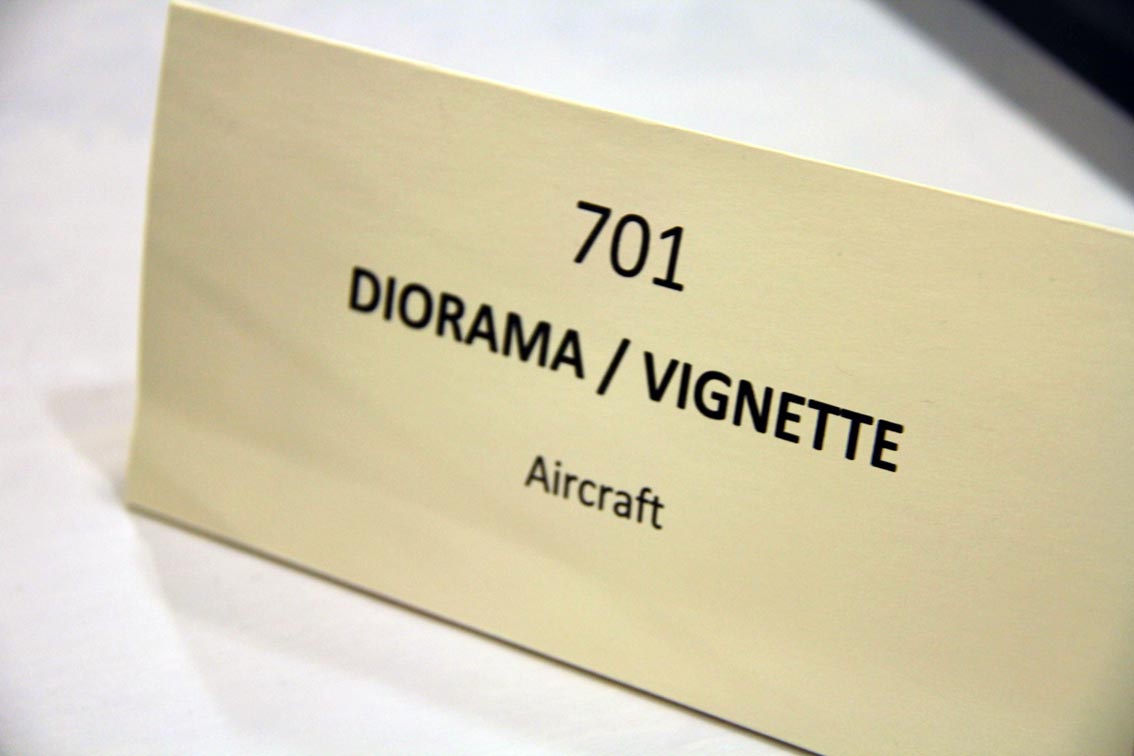 701
DIORAMA / VIGNETTE
Aircraft